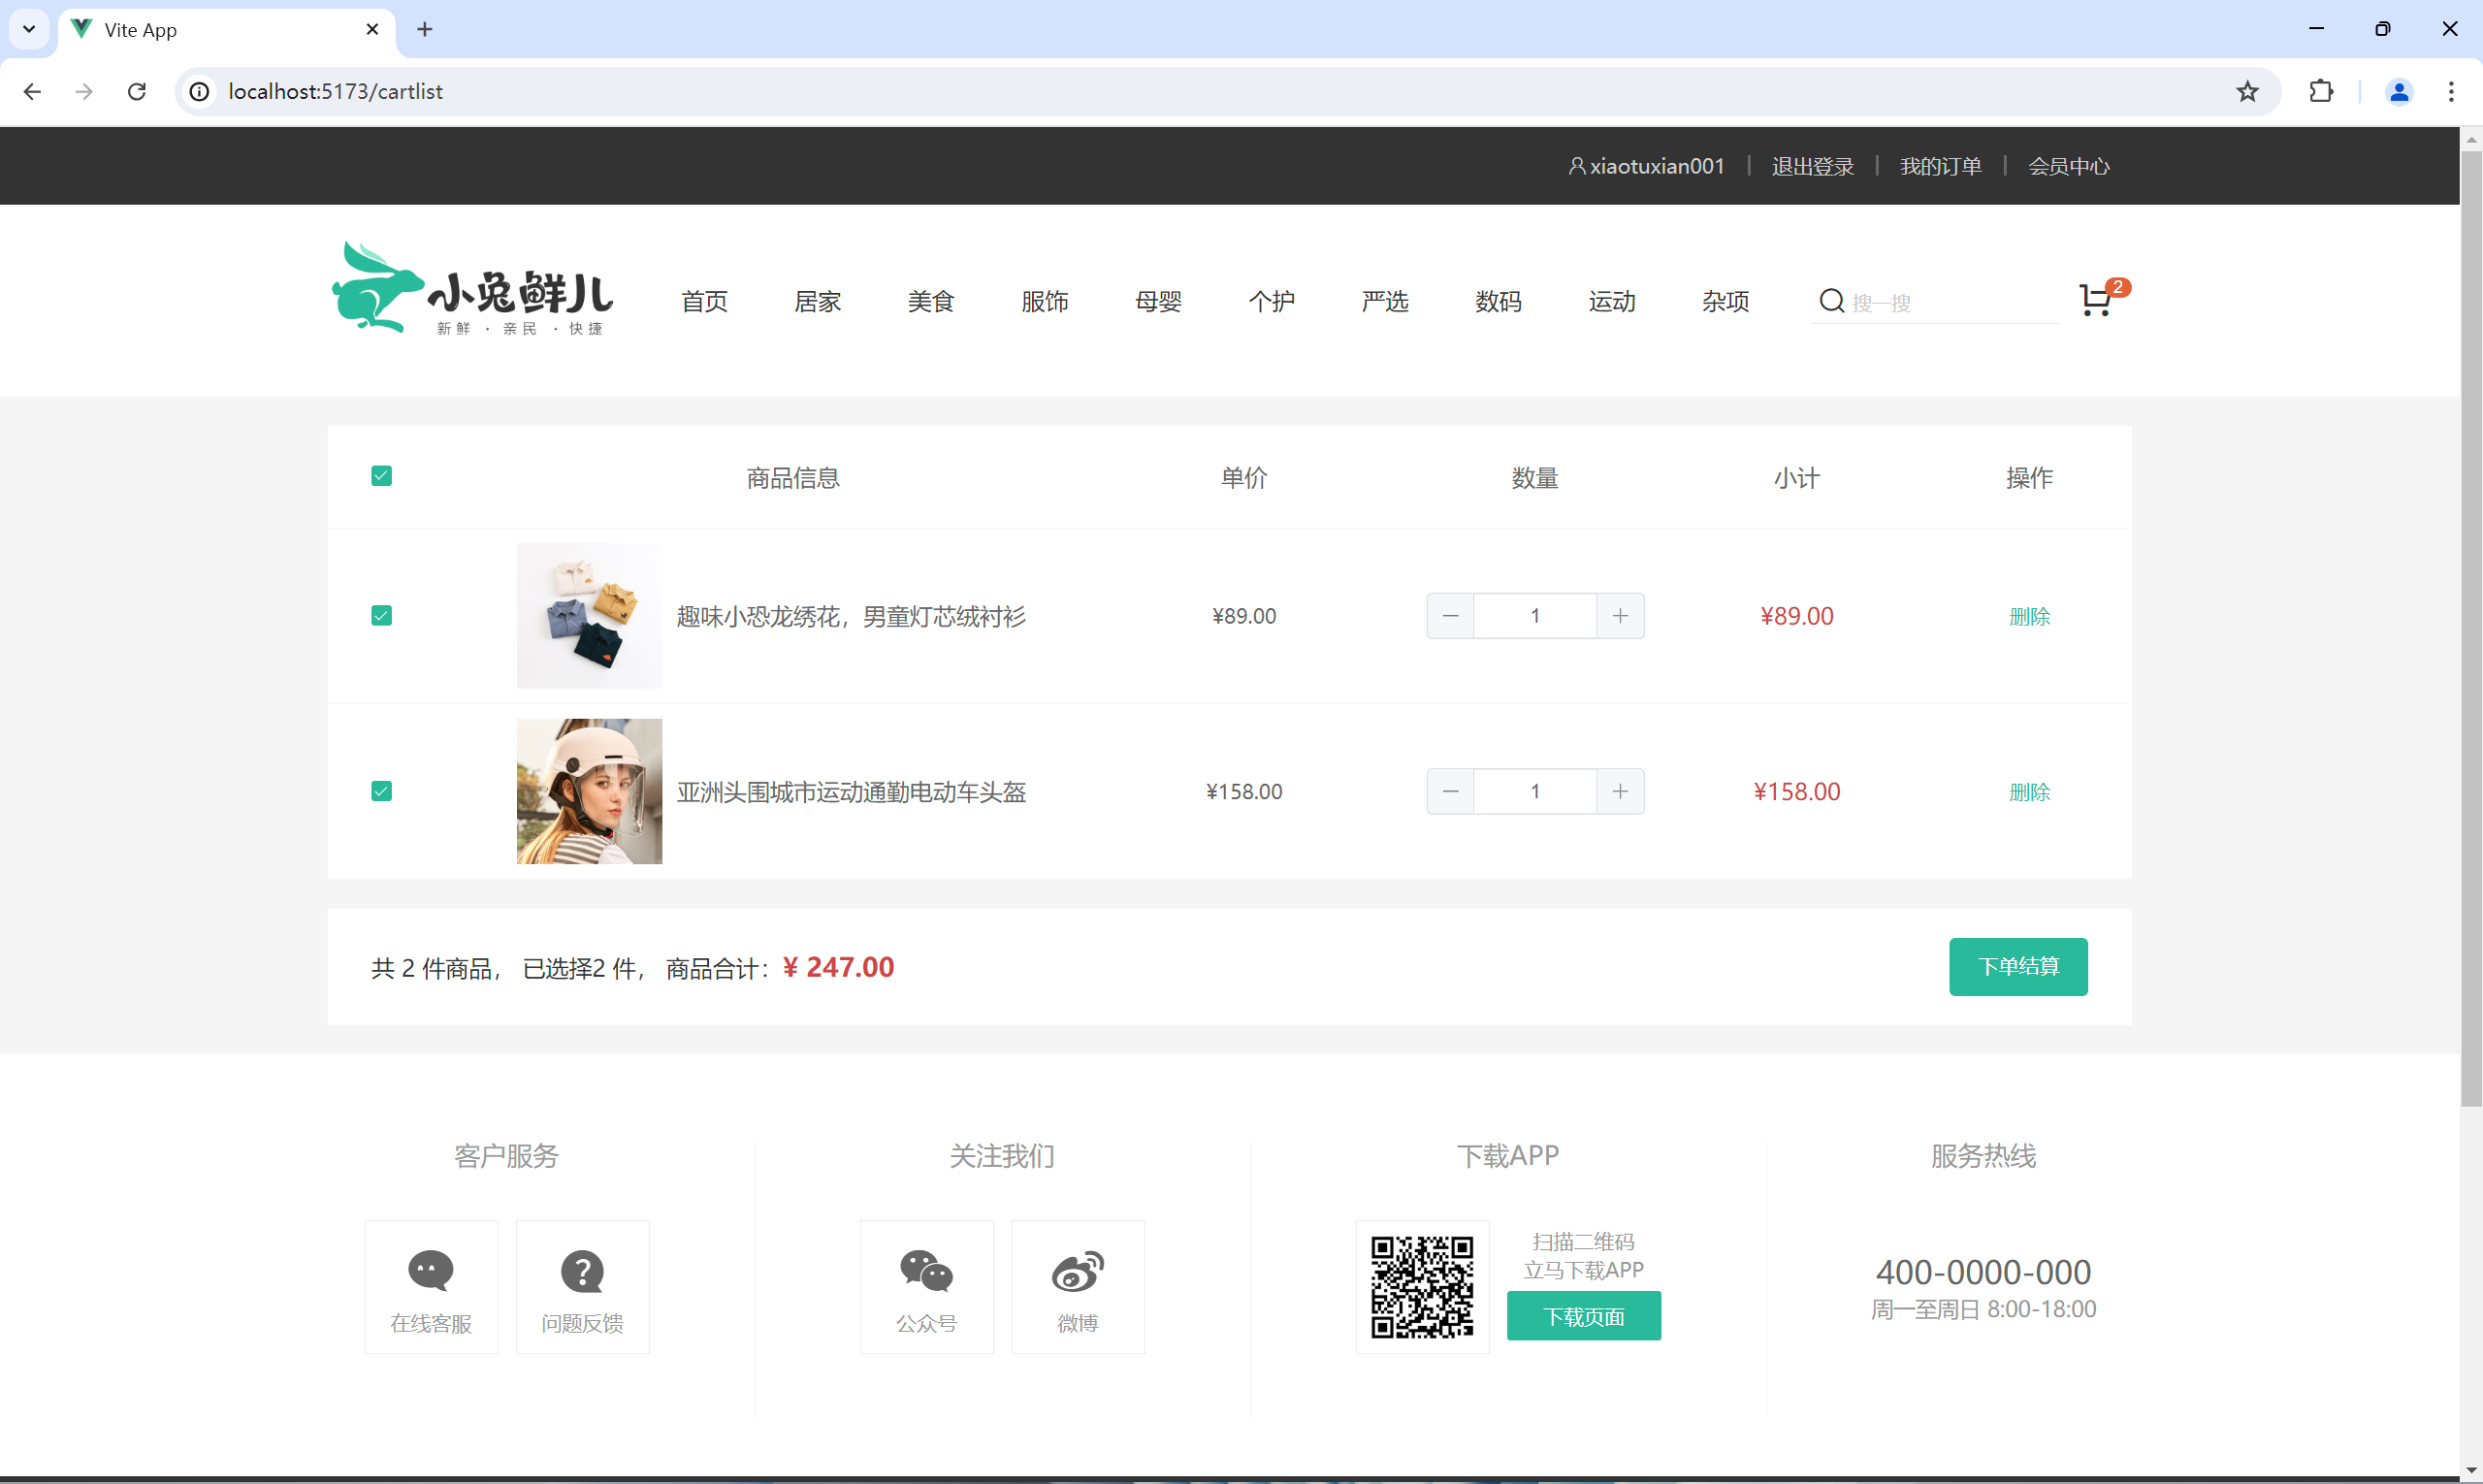 Vite App
localhost:5173/cartlist
xiaotuxian001 退出登录 我的订单 会员中心
小兔鲜儿
新鲜 · 亲民 · 快捷
首页 居家 美食 服饰 母婴 个护 严选 数码 运动 杂项 搜一搜 2
商品信息 单价 数量 小计 操作
趣味小恐龙绣花，男童灯芯绒衬衫 ¥89.00 1 ¥89.00 删除
亚洲头围城市运动通勤电动车头盔 ¥158.00 1 ¥158.00 删除
共 2 件商品， 已选择2 件， 商品合计：¥ 247.00 下单结算
客户服务 关注我们 下载APP 服务热线
在线客服 问题反馈 公众号 微博
扫描二维码
立马下载APP
下载页面
400-0000-000
周一至周日 8:00-18:00